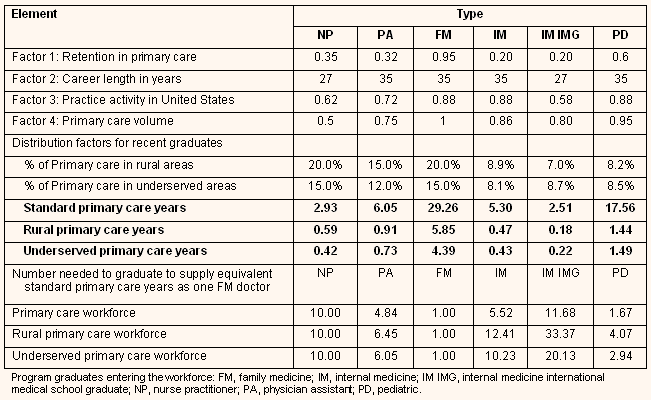 Element Type
NP PA FM IM IM IMG PD
Factor 1: Retention in primary care 0.35 0.32 0.95 0.20 0.20 0.6
Factor 2: Career length in years 27 35 35 35 27 35
Factor 3: Practice activity in United States 0.62 0.72 0.88 0.88 0.58 0.88
Factor 4: Primary care volume 0.5 0.75 1 0.86 0.80 0.95
Distribution factors for recent graduates
% of Primary care in rural areas 20.0% 15.0% 20.0% 8.9% 7.0% 8.2%
% of Primary care in underserved areas 15.0% 12.0% 15.0% 8.1% 8.7% 8.5%
Standard primary care years 2.93 6.05 29.26 5.30 2.51 17.56
Rural primary care years 0.59 0.91 5.85 0.47 0.18 1.44
Underserved primary care years 0.42 0.73 4.39 0.43 0.22 1.49
Number needed to graduate to supply equivalent NP PA FM IM IM IMG PD
standard primary care years as one FM doctor
Primary care workforce 10.00 4.84 1.00 5.52 11.68 1.67
Rural primary care workforce 10.00 6.45 1.00 12.41 33.37 4.07
Underserved primary care workforce 10.00 6.05 1.00 10.23 20.13 2.94
Program graduates entering the workforce: FM, family medicine; IM, internal medicine; IM IMG, internal medicine international
medical school graduate; NP, nurse practitioner; PA, physician assistant; PD, pediatric.